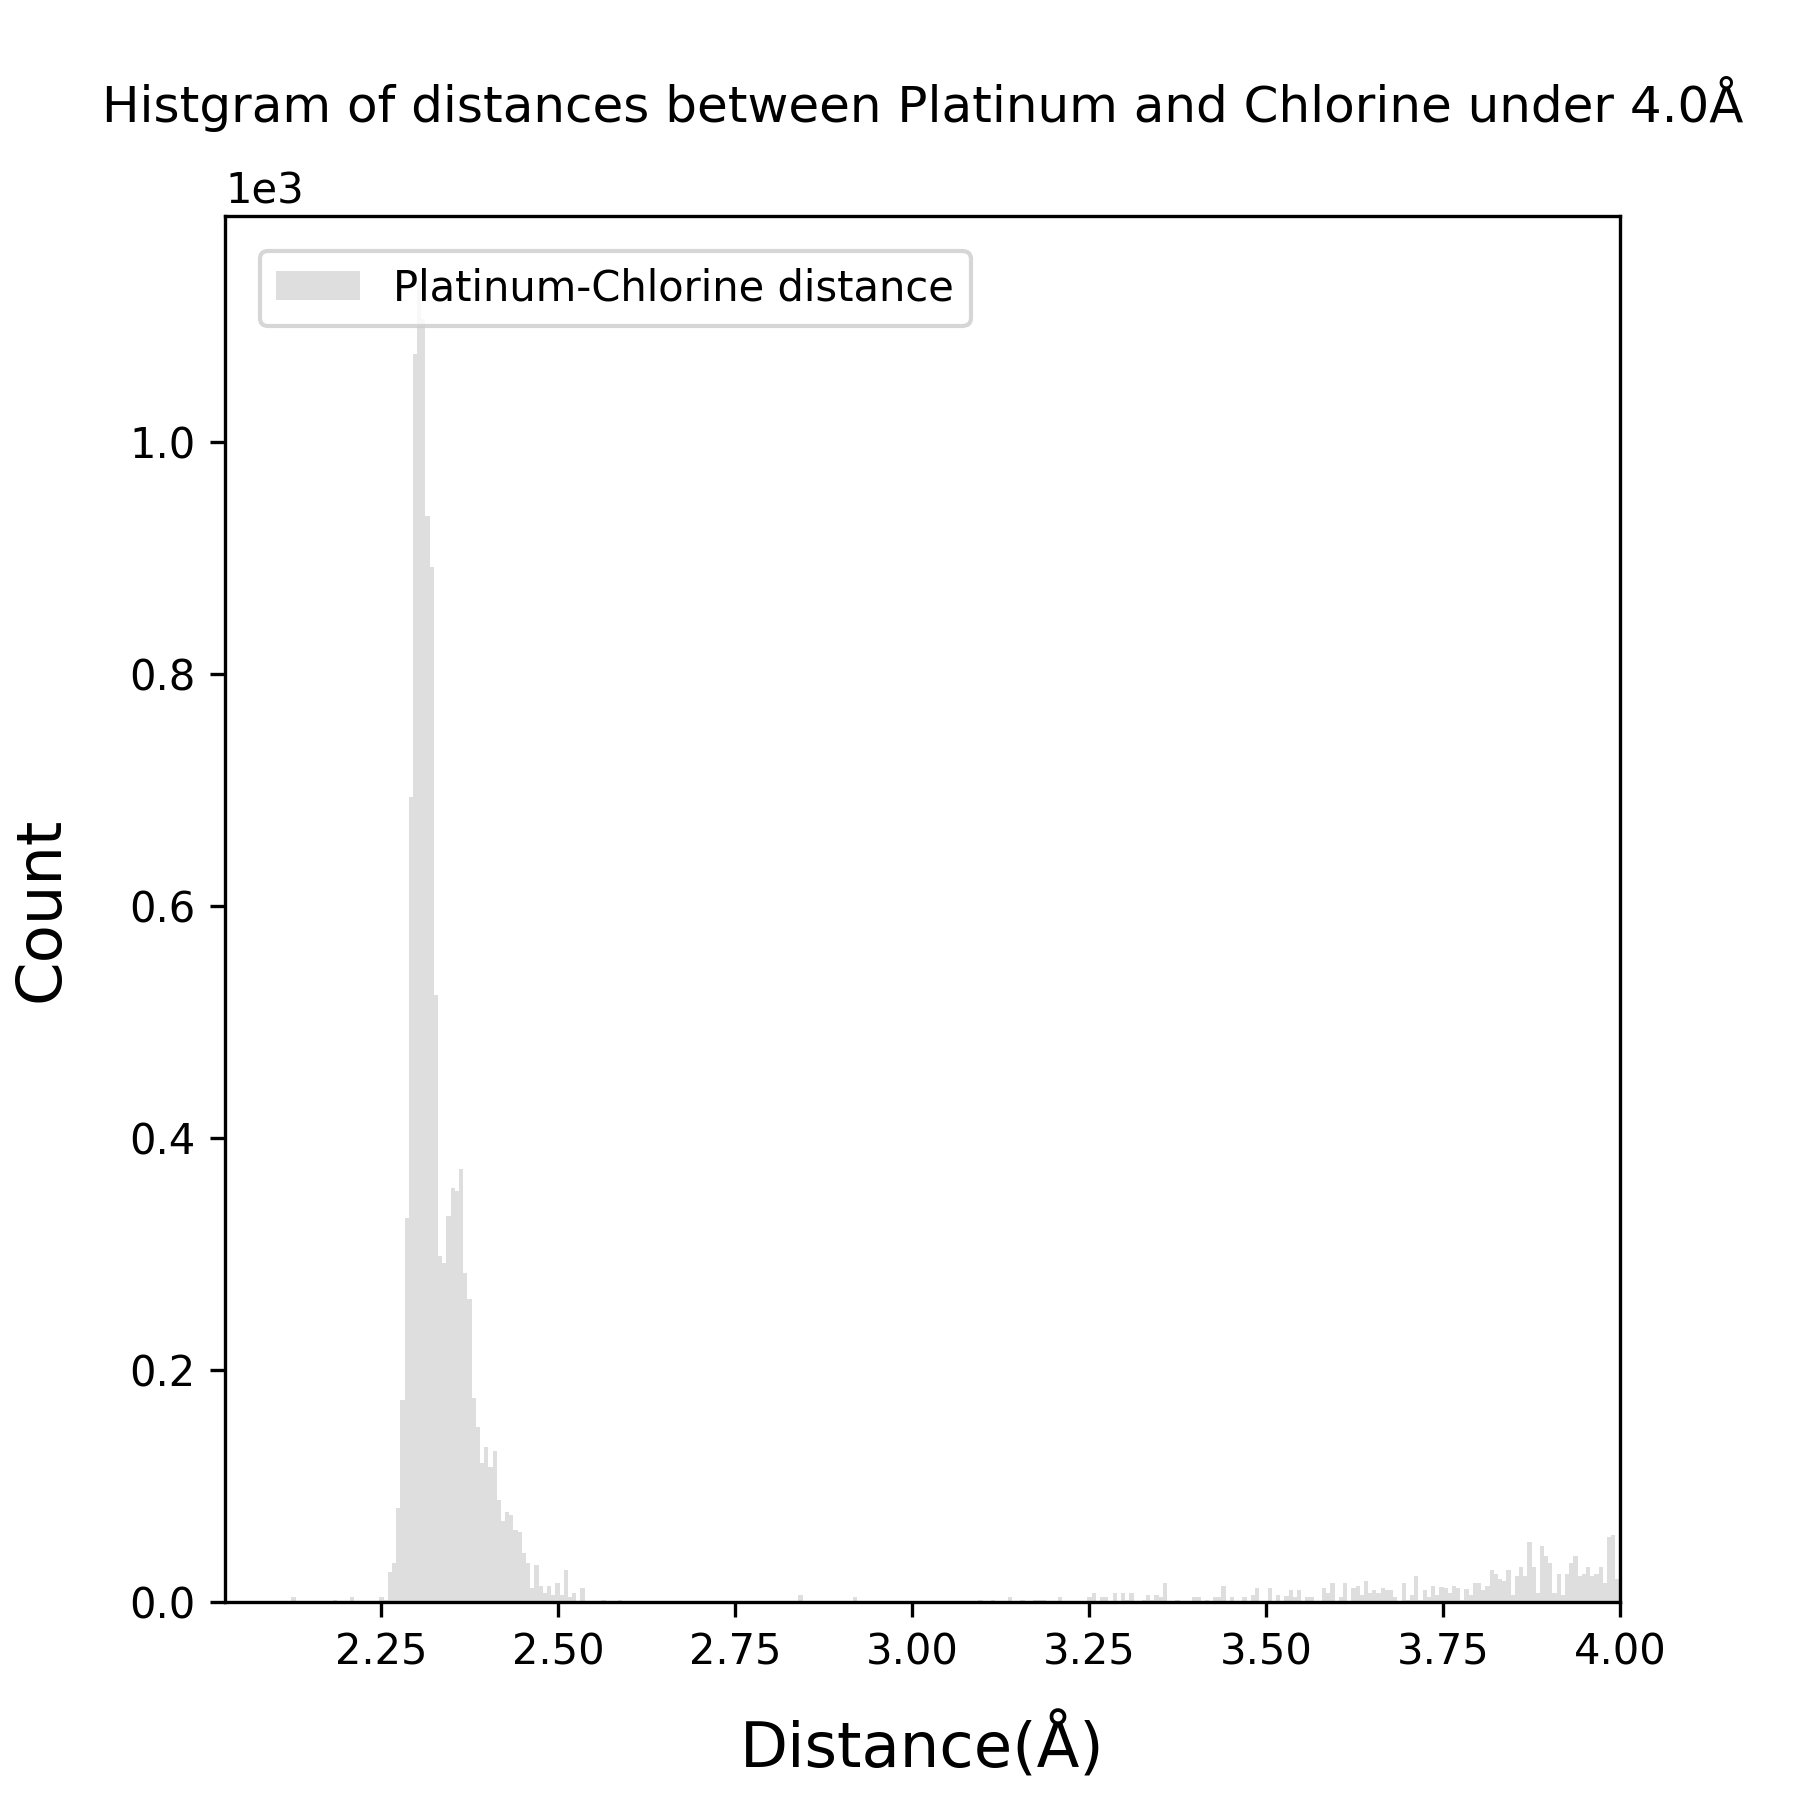 Histgram of distances between Platinum and Chlorine under 4.0Å
1e3
Platinum-Chlorine distance
1.0
0.8
0.6
0.4
0.2
0.0
Count
2.25 2.50 2.75 3.00 3.25 3.50 3.75 4.00
Distance(Å)